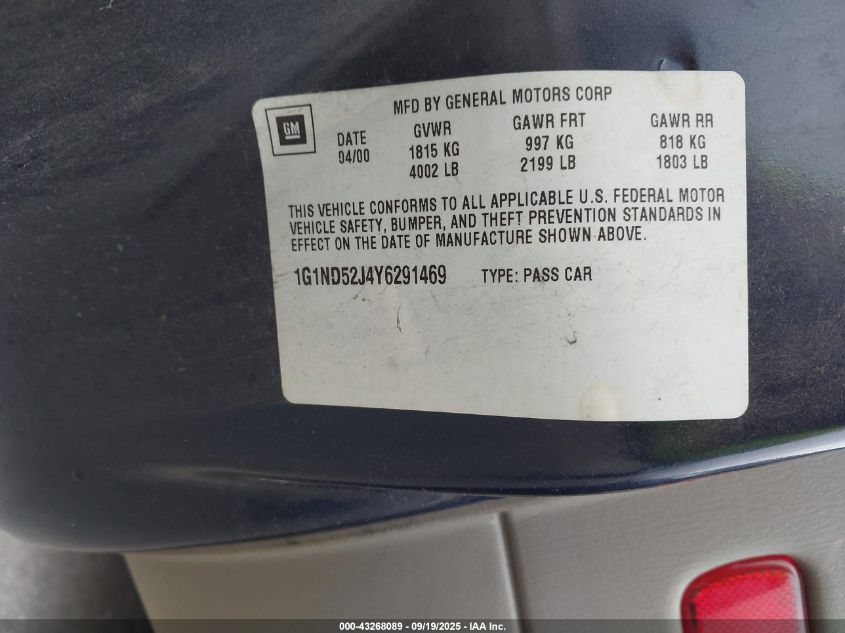 MFD BY GENERAL MOTORS CORP
GM
DATE GVWR GAWR FRT GAWR RR
04/00 1815 KG 997 KG 818 KG
4002 LB 2199 LB 1803 LB
THIS VEHICLE CONFORMS TO ALL APPLICABLE U.S. FEDERAL MOTOR
VEHICLE SAFETY, BUMPER, AND THEFT PREVENTION STANDARDS IN
EFFECT ON THE DATE OF MANUFACTURE SHOWN ABOVE.
1G1ND52J4Y6291469 TYPE: PASS CAR
000-43268089 - 09/19/2025 - IAA Inc.